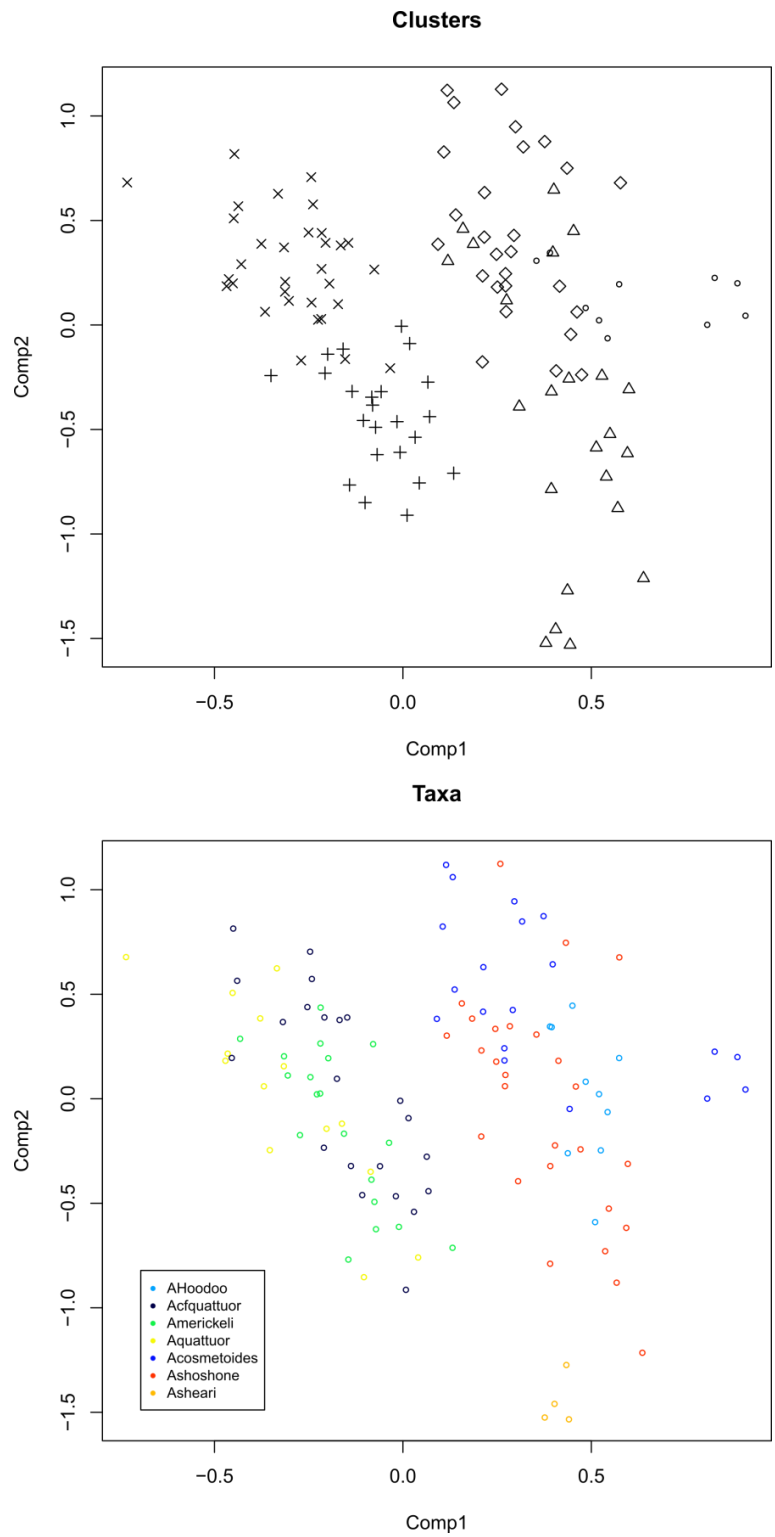 Clusters
Comp2
1.0
0.5
0.0
−0.5
−1.0
−1.5
−0.5 0.0 0.5
Comp1
Taxa
Comp2
1.0
0.5
0.0
−0.5
−1.0
−1.5
AHoodoo
Acfquattuor
Americkeli
Aquattuor
Acosmetoides
Ashoshone
Asheari
−0.5 0.0 0.5
Comp1